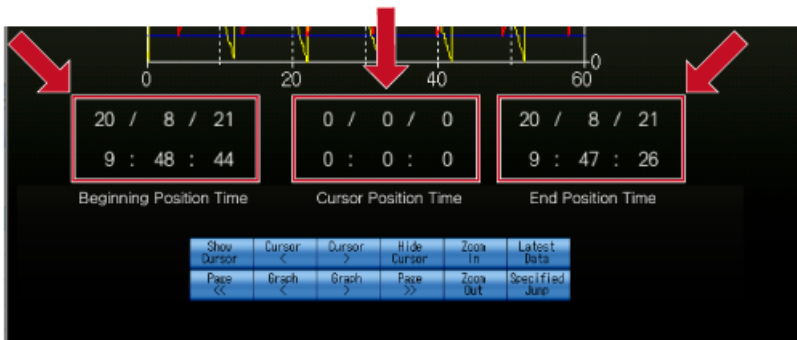 0
0 20 40 60
20 / 8 / 21 0 / 0 / 0 20 / 8 / 21
9 : 48 : 44 0 : 0 : 0 9 : 47 : 26
Beginning Position Time Cursor Position Time End Position Time
Show Cursor Cursor < Cursor > Hide Cursor Zoom In Latest Data
Page << Graph < Graph > Page >> Zoom Out Specified Jump